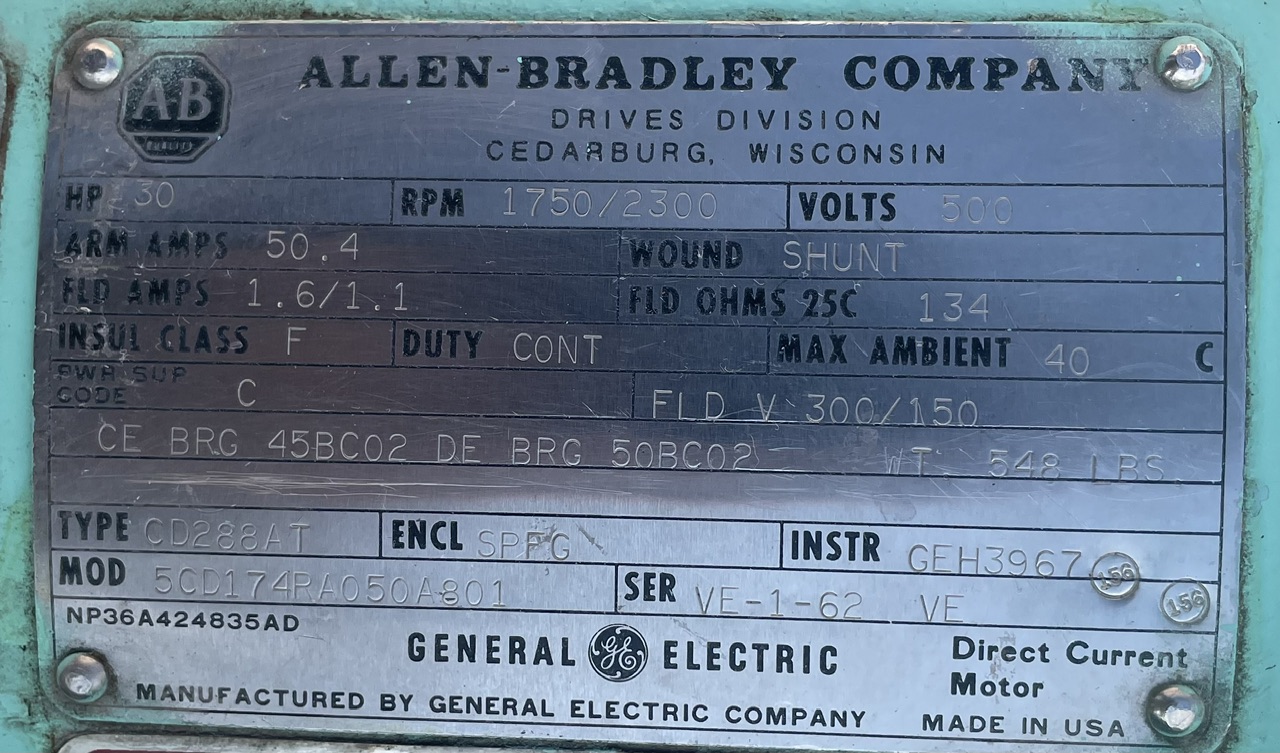 ALLEN-BRADLEY COMPANY
AB
DRIVES DIVISION
CEDARBURG, WISCONSIN
HP 30 RPM 1750/2300 VOLTS 500
ARM AMPS 50.4 WOUND SHUNT
FLD AMPS 1.6/1.1 FLD OHMS 25C 134
INSUL CLASS F DUTY CONT MAX AMBIENT 40 C
PWR SUP
CODE C FLD V 300/150
CE BRG 45BC02 DE BRG 50BC02 WT. 548 LBS
TYPE CD288AT ENCL SPFG INSTR GEH3967
156
MOD 5CD174RA050A801 SER VE-1-62 VE
156
NP36A424835AD
GENERAL GE ELECTRIC Direct Current
Motor
MANUFACTURED BY GENERAL ELECTRIC COMPANY MADE IN USA